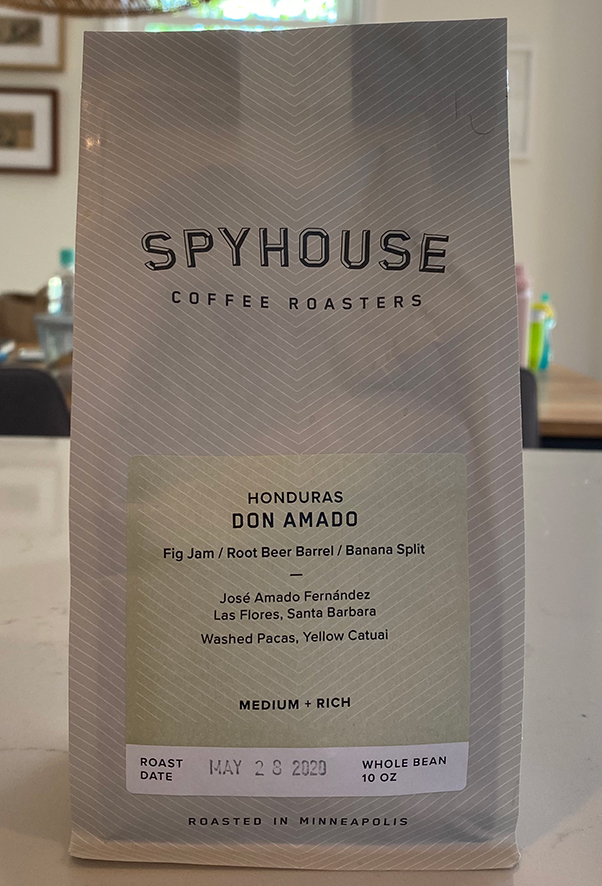 SPYHOUSE
COFFEE ROASTERS
HONDURAS
DON AMADO
Fig Jam / Root Beer Barrel / Banana Split
—
José Amado Fernández
Las Flores, Santa Barbara
Washed Pacas, Yellow Catuai
MEDIUM + RICH
ROAST DATE
MAY 28 2020
WHOLE BEAN
10 OZ
ROASTED IN MINNEAPOLIS